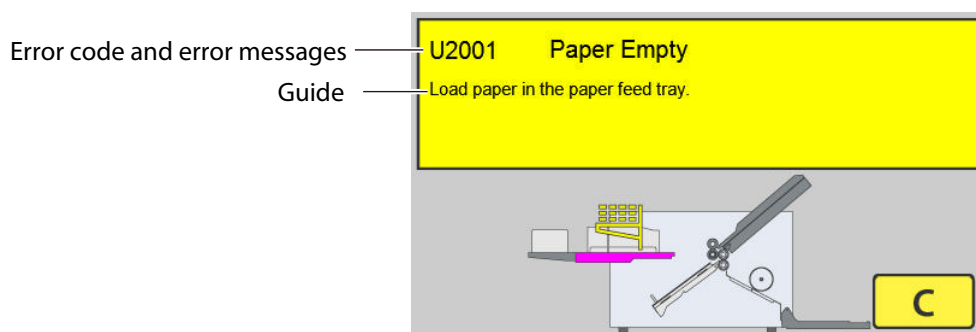 Error code and error messages
U2001 Paper Empty
Guide
Load paper in the paper feed tray.
C